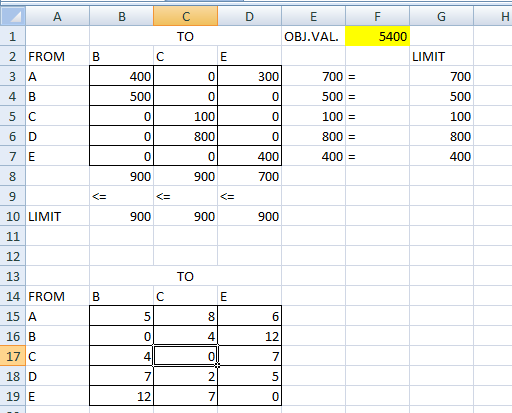 A B C D E F G H
1 TO OBJ.VAL. 5400
2 FROM B C E LIMIT
3 A 400 0 300 700 = 700
4 B 500 0 0 500 = 500
5 C 0 100 0 100 = 100
6 D 0 800 0 800 = 800
7 E 0 0 400 400 = 400
8 900 900 700
9 <= <= <=
10 LIMIT 900 900 900
11
12
13 TO
14 FROM B C E
15 A 5 8 6
16 B 0 4 12
17 C 4 0 7
18 D 7 2 5
19 E 12 7 0